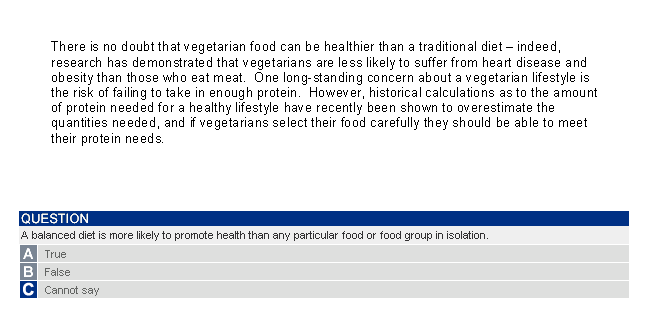 There is no doubt that vegetarian food can be healthier than a traditional diet – indeed,
research has demonstrated that vegetarians are less likely to suffer from heart disease and
obesity than those who eat meat. One long-standing concern about a vegetarian lifestyle is
the risk of failing to take in enough protein. However, historical calculations as to the amount
of protein needed for a healthy lifestyle have recently been shown to overestimate the
quantities needed, and if vegetarians select their food carefully they should be able to meet
their protein needs.
QUESTION
A balanced diet is more likely to promote health than any particular food or food group in isolation.
A True
B False
C Cannot say